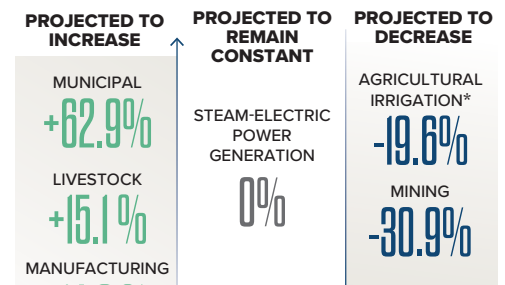 PROJECTED TO
INCREASE
MUNICIPAL
+62.9%
LIVESTOCK
+15.1%
MANUFACTURING
PROJECTED TO
REMAIN
CONSTANT
STEAM-ELECTRIC
POWER
GENERATION
0%
PROJECTED TO
DECREASE
AGRICULTURAL
IRRIGATION*
-19.6%
MINING
-30.9%